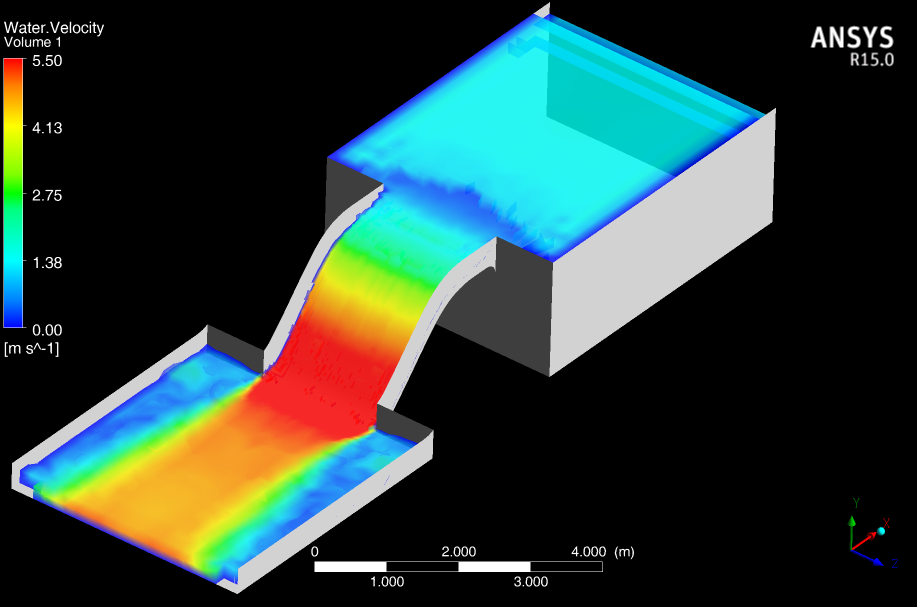 Water.Velocity
Volume 1
5.50
4.13
2.75
1.38
0.00
[m s^-1]
ANSYS
R15.0
0 2.000 4.000 (m)
1.000 3.000
Y
X
Z